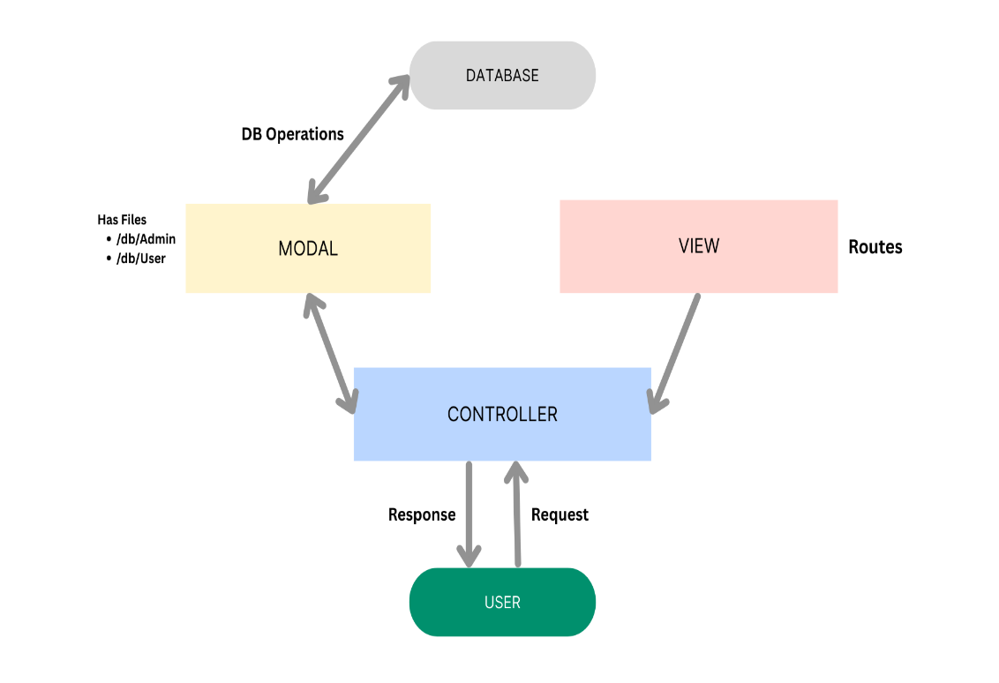 DATABASE
DB Operations
Has Files
• /db/Admin
• /db/User
MODAL
VIEW
Routes
CONTROLLER
Response
Request
USER